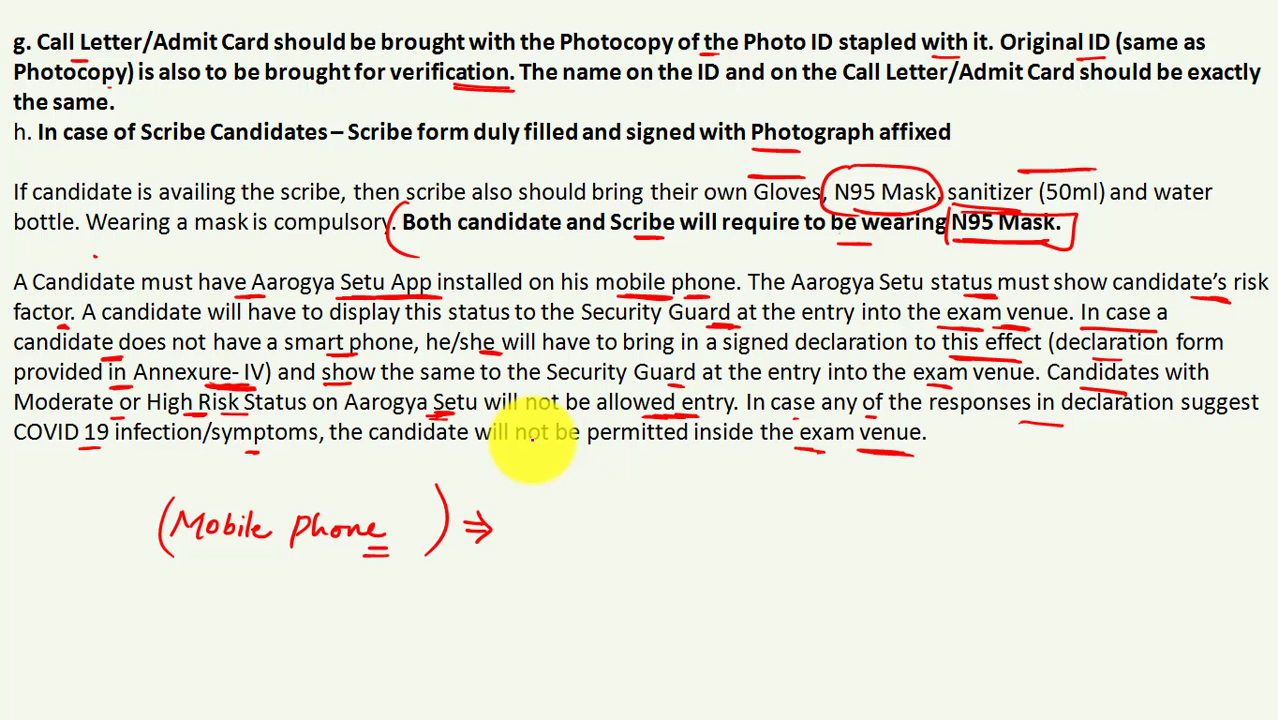 g. Call Letter/Admit Card should be brought with the Photocopy of the Photo ID stapled with it. Original ID (same as
Photocopy) is also to be brought for verification. The name on the ID and on the Call Letter/Admit Card should be exactly
the same.
h. In case of Scribe Candidates – Scribe form duly filled and signed with Photograph affixed
If candidate is availing the scribe, then scribe also should bring their own Gloves, N95 Mask, sanitizer (50ml) and water
bottle. Wearing a mask is compulsory. Both candidate and Scribe will require to be wearing N95 Mask.
A Candidate must have Aarogya Setu App installed on his mobile phone. The Aarogya Setu status must show candidate’s risk
factor. A candidate will have to display this status to the Security Guard at the entry into the exam venue. In case a
candidate does not have a smart phone, he/she will have to bring in a signed declaration to this effect (declaration form
provided in Annexure- IV) and show the same to the Security Guard at the entry into the exam venue. Candidates with
Moderate or High Risk Status on Aarogya Setu will not be allowed entry. In case any of the responses in declaration suggest
COVID 19 infection/symptoms, the candidate will not be permitted inside the exam venue.
(Mobile Phone ) ⇒